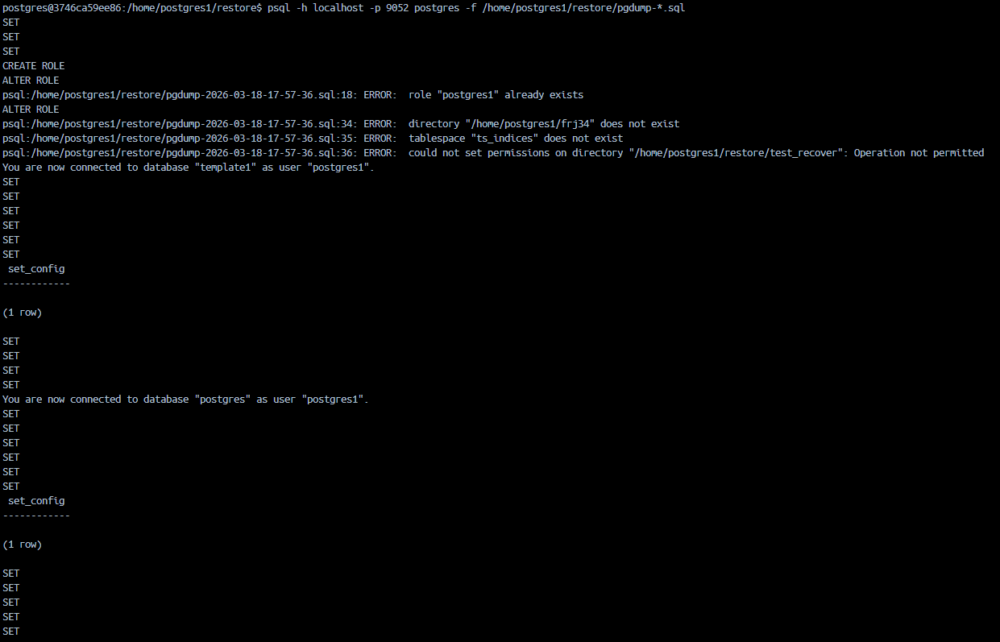 postgres@3746ca59ee86:/home/postgres1/restore$ psql -h localhost -p 9052 postgres -f /home/postgres1/restore/pgdump-*.sql
SET
SET
SET
CREATE ROLE
ALTER ROLE
psql:/home/postgres1/restore/pgdump-2026-03-18-17-57-36.sql:18: ERROR:  role "postgres1" already exists
ALTER ROLE
psql:/home/postgres1/restore/pgdump-2026-03-18-17-57-36.sql:34: ERROR:  directory "/home/postgres1/frj34" does not exist
psql:/home/postgres1/restore/pgdump-2026-03-18-17-57-36.sql:35: ERROR:  tablespace "ts_indices" does not exist
psql:/home/postgres1/restore/pgdump-2026-03-18-17-57-36.sql:36: ERROR:  could not set permissions on directory "/home/postgres1/restore/test_recover": Operation not permitted
You are now connected to database "template1" as user "postgres1".
SET
SET
SET
SET
SET
SET
 set_config
------------

(1 row)

SET
SET
SET
SET
You are now connected to database "postgres" as user "postgres1".
SET
SET
SET
SET
SET
SET
 set_config
------------

(1 row)

SET
SET
SET
SET
SET